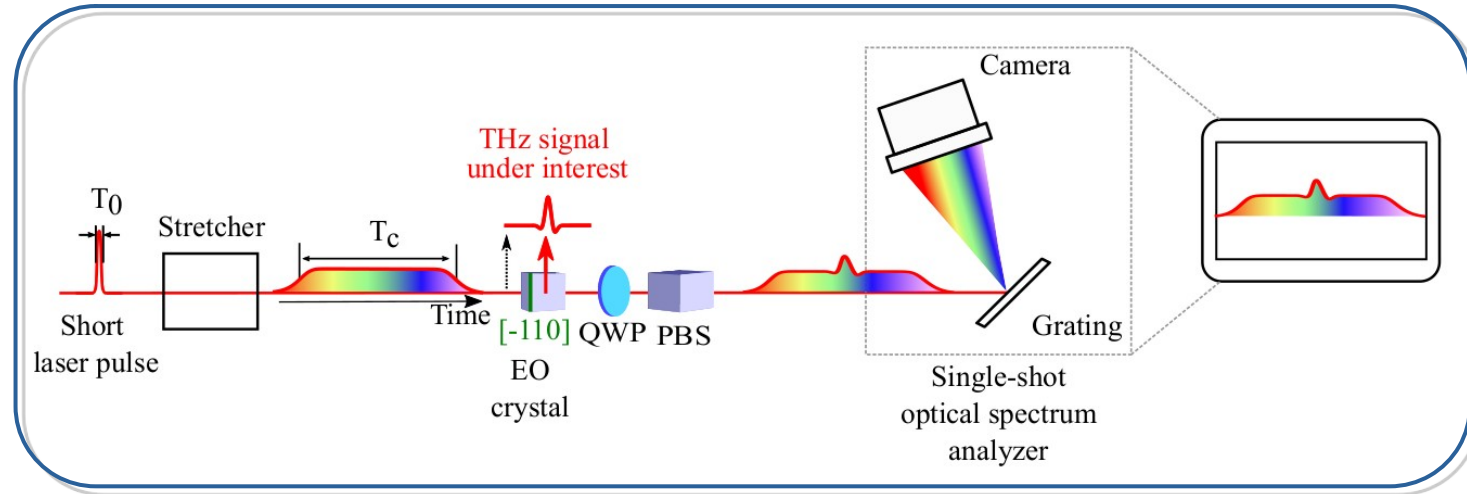 Camera
THz signal
under interest
T0
Stretcher
Tc
Time
Short
laser pulse
[-110]
QWP
PBS
EO
crystal
Grating
Single-shot
optical spectrum
analyzer